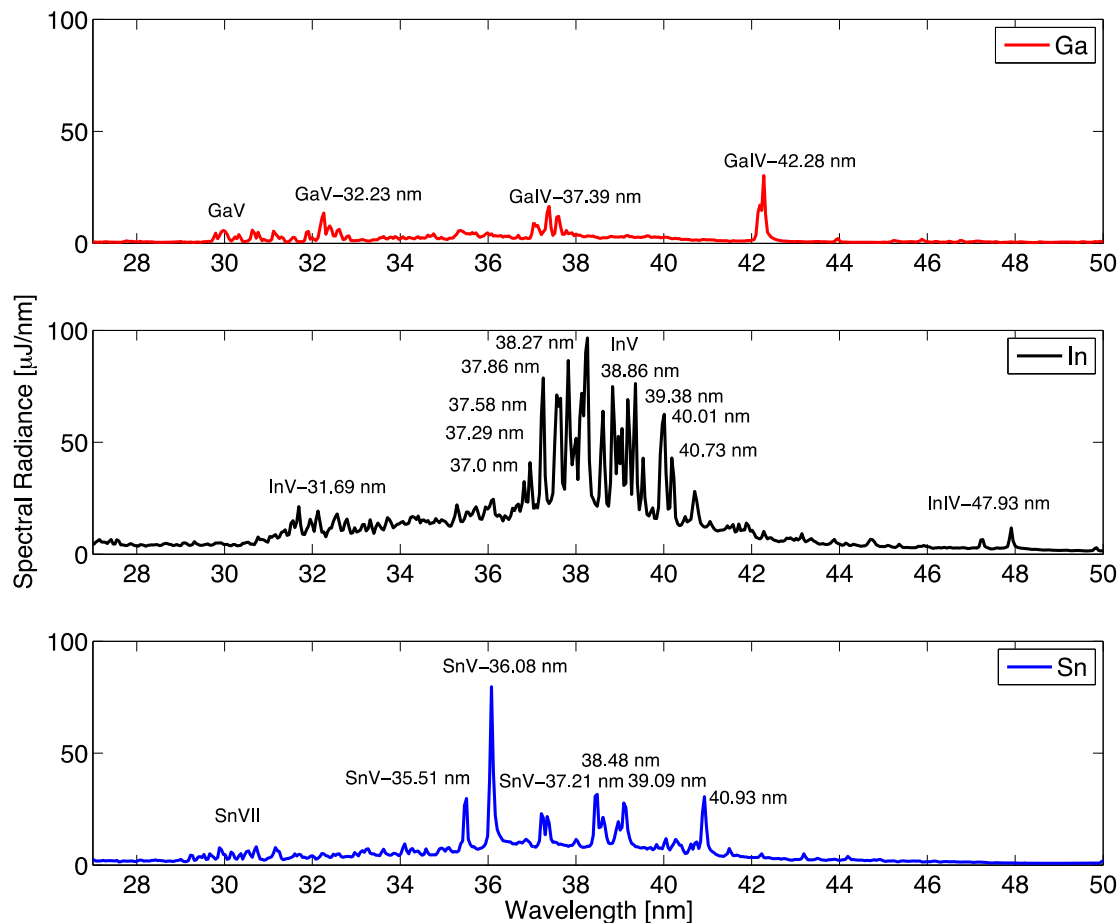 100
50
0
Ga
GaV
GaV−32.23 nm
GaIV−37.39 nm
GaIV−42.28 nm
28 30 32 34 36 38 40 42 44 46 48 50
Spectral Radiance [μJ/nm]
100
50
0
In
38.27 nm
InV
37.86 nm
38.86 nm
37.58 nm
39.38 nm
40.01 nm
37.29 nm
40.73 nm
37.0 nm
InV−31.69 nm
InIV−47.93 nm
28 30 32 34 36 38 40 42 44 46 48 50
100
50
0
Sn
SnV−36.08 nm
38.48 nm
SnV−35.51 nm
SnV−37.21 nm
39.09 nm
40.93 nm
SnVII
28 30 32 34 36 38 40 42 44 46 48 50
Wavelength [nm]